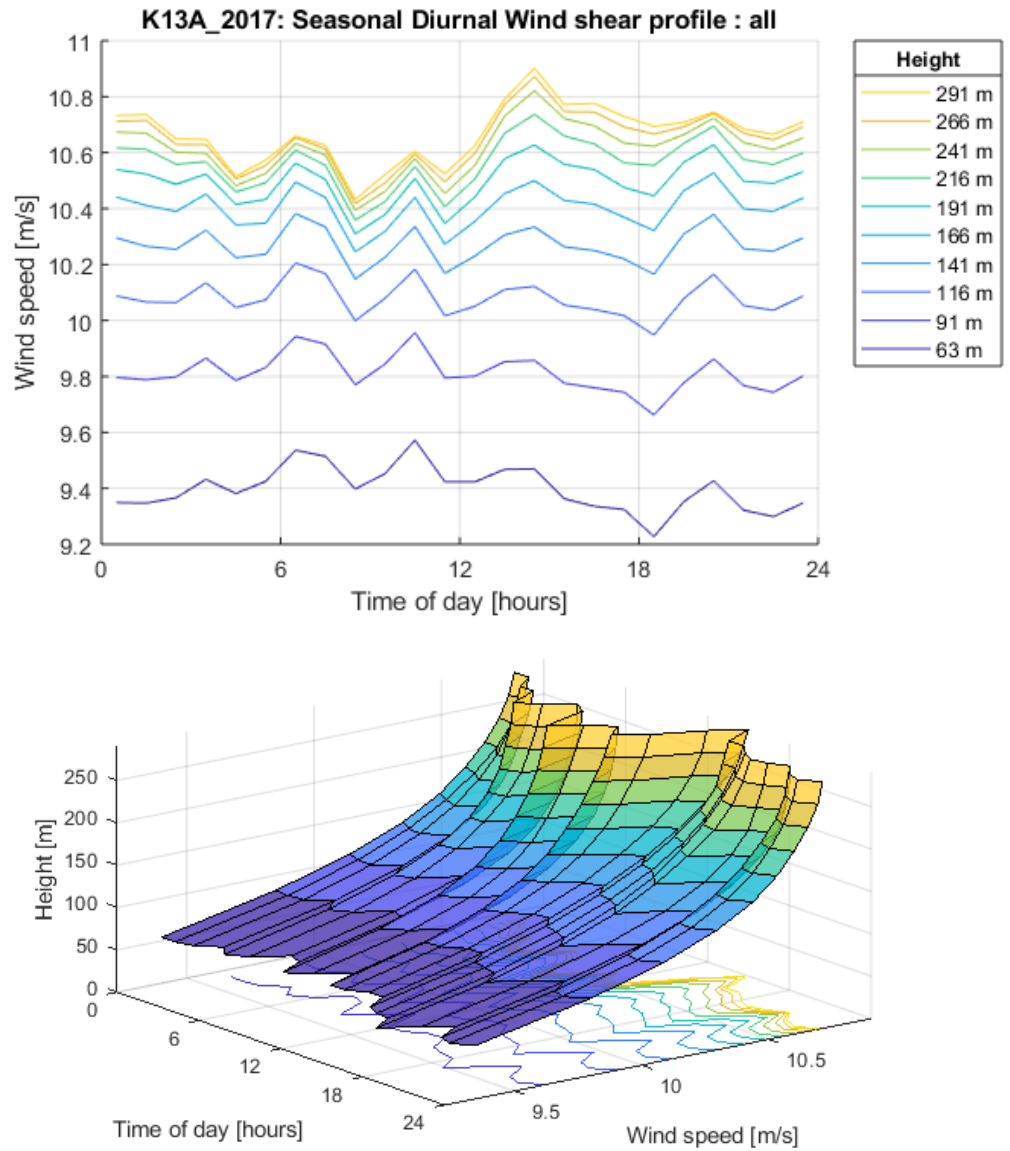 K13A_2017: Seasonal Diurnal Wind shear profile : all
11
10.8
10.6
10.4
10.2
10
9.8
9.6
9.4
9.2
Wind speed [m/s]
0
6
12
18
24
Time of day [hours]
Height
291 m
266 m
241 m
216 m
191 m
166 m
141 m
116 m
91 m
63 m
250
200
150
100
50
0
Height [m]
0
6
12
18
24
Time of day [hours]
9.5
10
10.5
Wind speed [m/s]